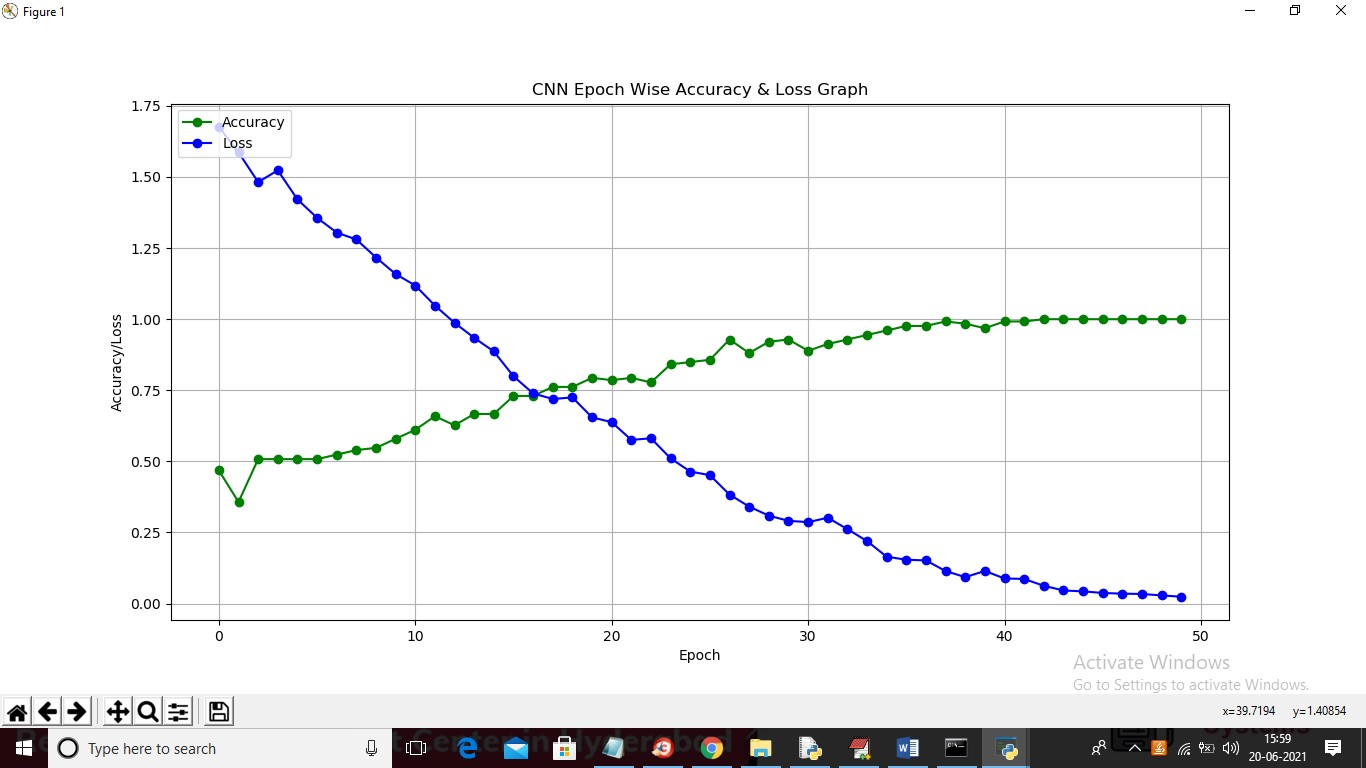 Figure 1
CNN Epoch Wise Accuracy & Loss Graph
Accuracy
Loss
1.75
1.50
1.25
1.00
0.75
0.50
0.25
0.00
Accuracy/Loss
0 10 20 30 40 50
Epoch
Activate Windows
Go to Settings to activate Windows.
x=39.7194 y=1.40854
Type here to search
15:59
20-06-2021